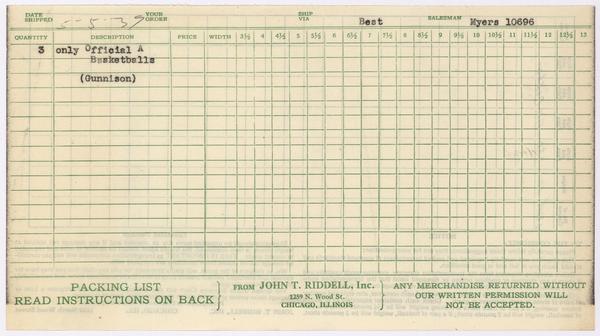 DATE SHIPPED 5-5-39 YOUR ORDER SHIP VIA Best SALESMAN Myers 10696
QUANTITY DESCRIPTION PRICE WIDTH 3½ 4 4½ 5 5½ 6 6½ 7 7½ 8 8½ 9 9½ 10 10½ 11 11½ 12 12½ 13
3 only Official A
Basketballs
(Gunnison)
PACKING LIST
READ INSTRUCTIONS ON BACK
FROM JOHN T. RIDDELL, Inc.
1259 N. Wood St.
CHICAGO, ILLINOIS
ANY MERCHANDISE RETURNED WITHOUT
OUR WRITTEN PERMISSION WILL
NOT BE ACCEPTED.